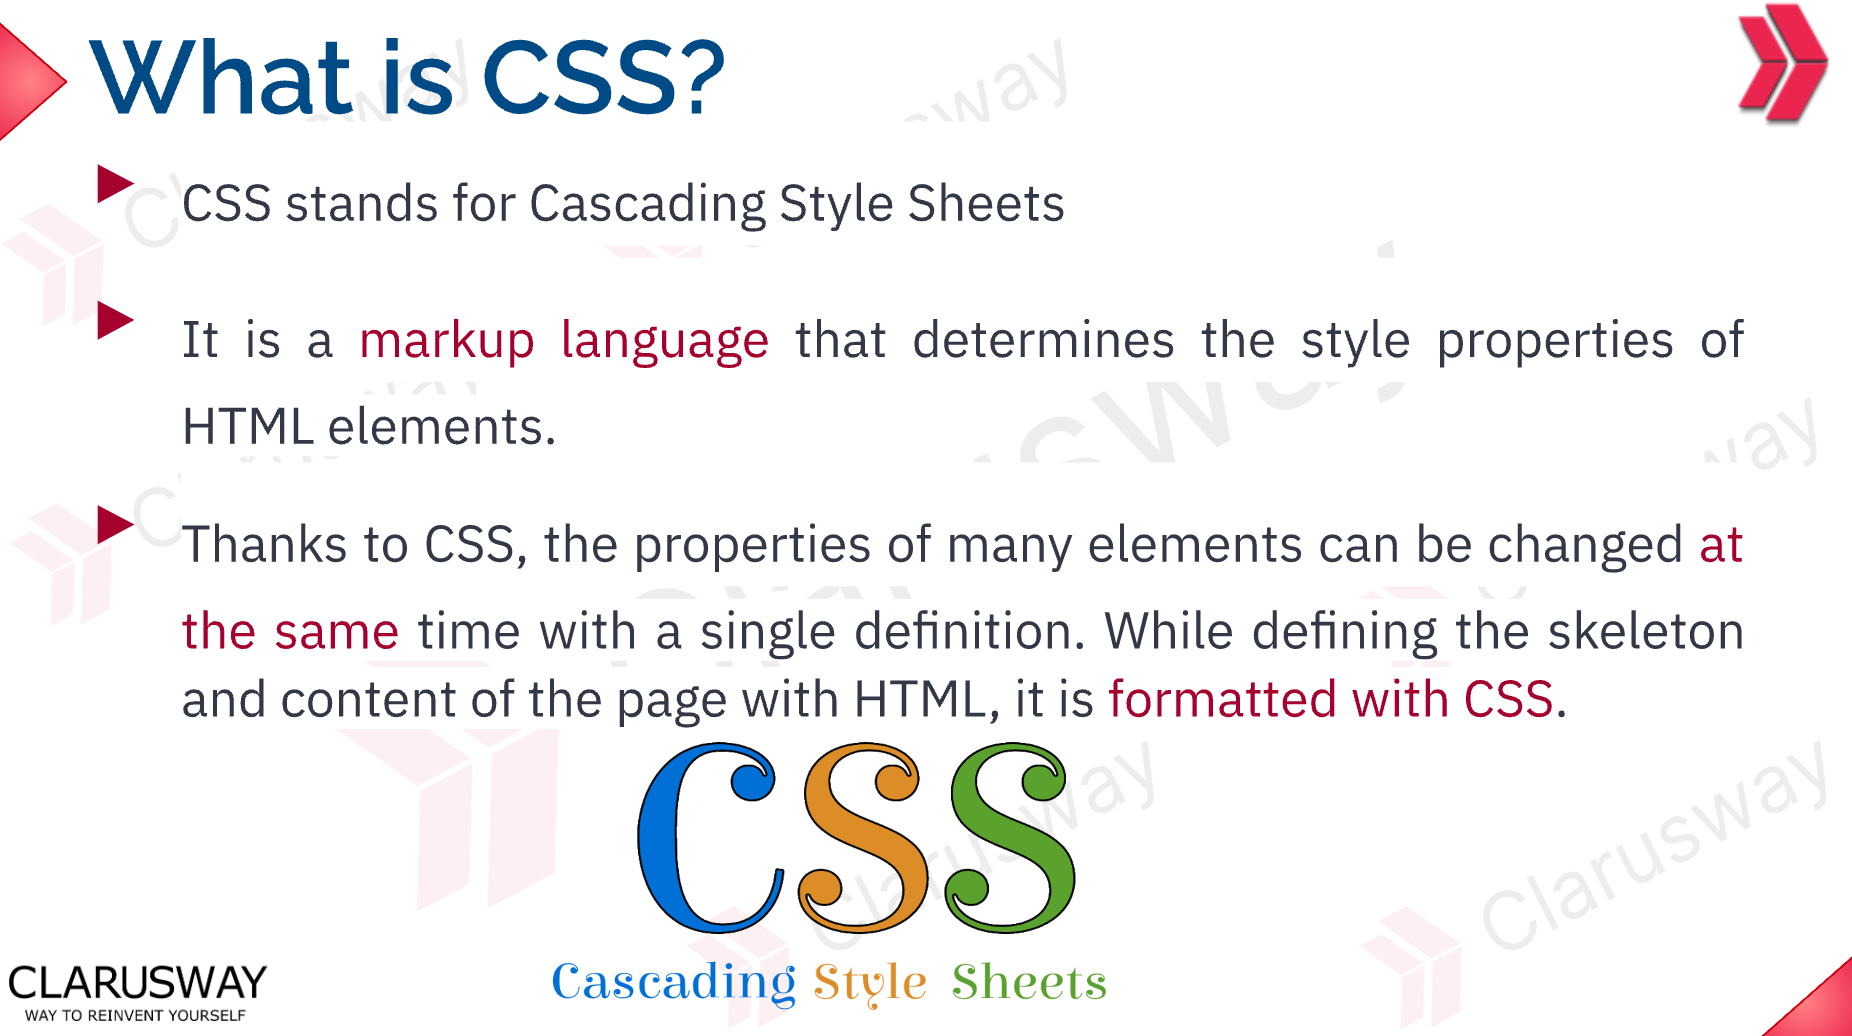 What is CSS?
CSS stands for Cascading Style Sheets
It is a markup language that determines the style properties of
HTML elements.
Thanks to CSS, the properties of many elements can be changed at
the same time with a single definition. While defining the skeleton
and content of the page with HTML, it is formatted with CSS.
CSS
Cascading Style Sheets
Clarusway
Clarusway
CLARUSWAY
WAY TO REINVENT YOURSELF